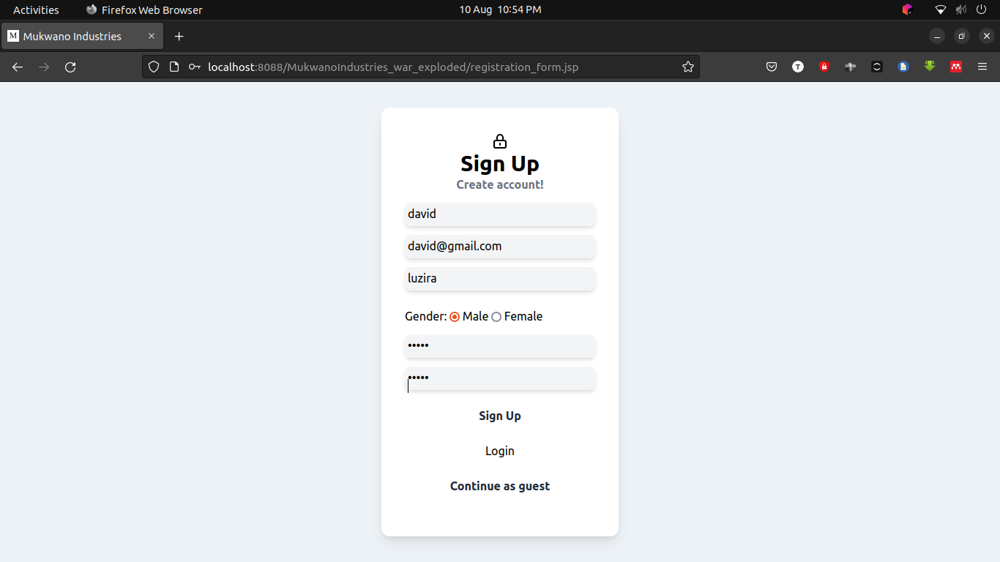 Activities Firefox Web Browser 10 Aug 10:54 PM
M Mukwano Industries
localhost:8088/MukwanoIndustries_war_exploded/registration_form.jsp T
Sign Up
Create account!
david
david@gmail.com
luzira
Gender: Male Female
•••••
•••••
Sign Up
Login
Continue as guest